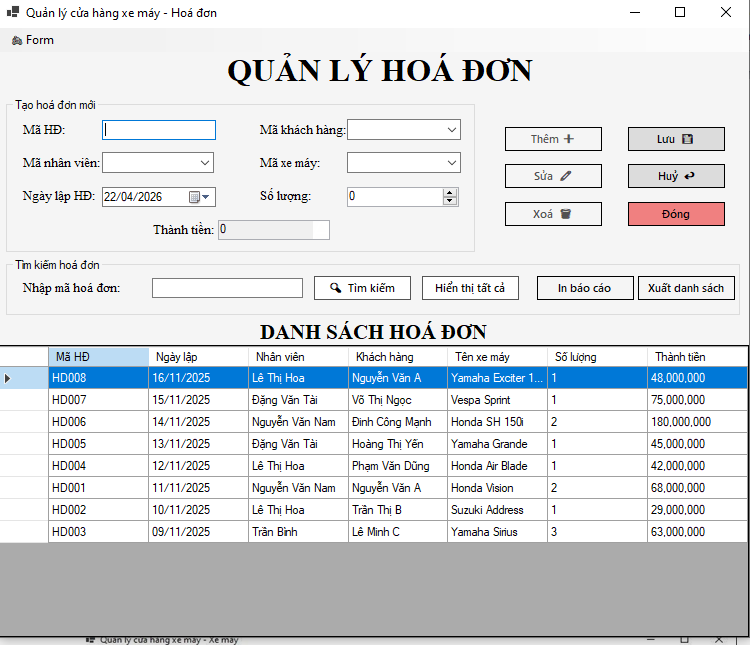 Quản lý cửa hàng xe máy - Hoá đơn
Form
QUẢN LÝ HOÁ ĐƠN
Tạo hoá đơn mới
Mã HĐ: Mã khách hàng:
Mã nhân viên: Mã xe máy:
Ngày lập HĐ: 22/04/2026 Số lượng: 0
Thành tiền: 0
Thêm Lưu
Sửa Huỷ
Xoá Đóng
Tìm kiếm hoá đơn
Nhập mã hoá đơn: Tìm kiếm Hiển thị tất cả In báo cáo Xuất danh sách
DANH SÁCH HOÁ ĐƠN
Mã HĐ Ngày lập Nhân viên Khách hàng Tên xe máy Số lượng Thành tiền
HD008 16/11/2025 Lê Thị Hoa Nguyễn Văn A Yamaha Exciter 1... 1 48,000,000
HD007 15/11/2025 Đặng Văn Tài Võ Thị Ngọc Vespa Sprint 1 75,000,000
HD006 14/11/2025 Nguyễn Văn Nam Đinh Công Mạnh Honda SH 150i 2 180,000,000
HD005 13/11/2025 Đặng Văn Tài Hoàng Thị Yến Yamaha Grande 1 45,000,000
HD004 12/11/2025 Lê Thị Hoa Phạm Văn Dũng Honda Air Blade 1 42,000,000
HD001 11/11/2025 Nguyễn Văn Nam Nguyễn Văn A Honda Vision 2 68,000,000
HD002 10/11/2025 Lê Thị Hoa Trần Thị B Suzuki Address 1 29,000,000
HD003 09/11/2025 Trần Bình Lê Minh C Yamaha Sirius 3 63,000,000
Quản lý cửa hàng xe máy - Xe máy